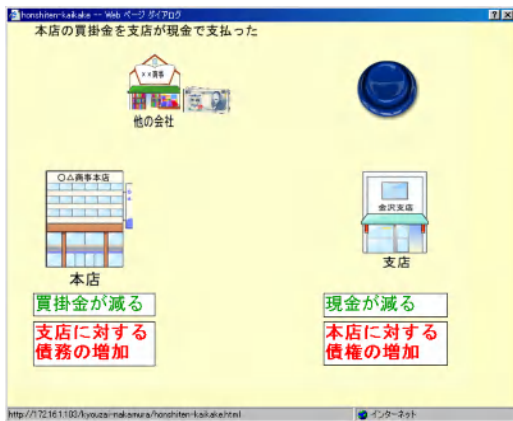 honshiten-kaikake -- Web ページ ダイアログ
本店の買掛金を支店が現金で支払った
××商事
他の会社
〇△商事本店
金沢支店
本店
支店
買掛金が減る
現金が減る
支店に対する
債務の増加
本店に対する
債権の増加
http://172.16.1.183/kyouzai-nakamura/honshiten-kaikake.html
インターネット